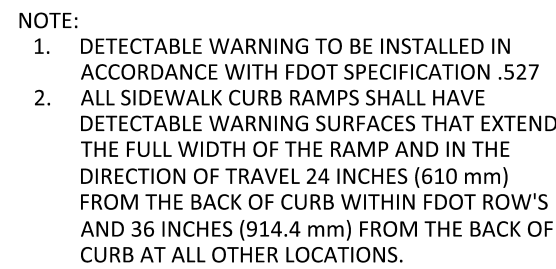 NOTE:
1. DETECTABLE WARNING TO BE INSTALLED IN
ACCORDANCE WITH FDOT SPECIFICATION .527
2. ALL SIDEWALK CURB RAMPS SHALL HAVE
DETECTABLE WARNING SURFACES THAT EXTEND
THE FULL WIDTH OF THE RAMP AND IN THE
DIRECTION OF TRAVEL 24 INCHES (610 mm)
FROM THE BACK OF CURB WITHIN FDOT ROW'S
AND 36 INCHES (914.4 mm) FROM THE BACK OF
CURB AT ALL OTHER LOCATIONS.